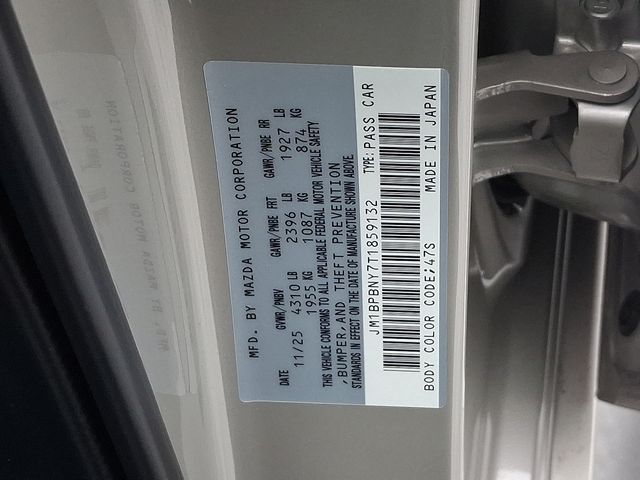 MFD. BY MAZDA MOTOR CORPORATION
DATE GVWR/PNBV GAWR/PNBE FRT GAWR/PNBE RR
11/25 4310 LB 2396 LB 1927 LB
1955 KG 1087 KG 874 KG
THIS VEHICLE CONFORMS TO ALL APPLICABLE FEDERAL MOTOR VEHICLE SAFETY
,BUMPER,AND THEFT PREVENTION
STANDARDS IN EFFECT ON THE DATE OF MANUFACTURE SHOWN ABOVE.
JM1BPBNY7T1859132 TYPE:PASS CAR
BODY COLOR CODE;47S MADE IN JAPAN